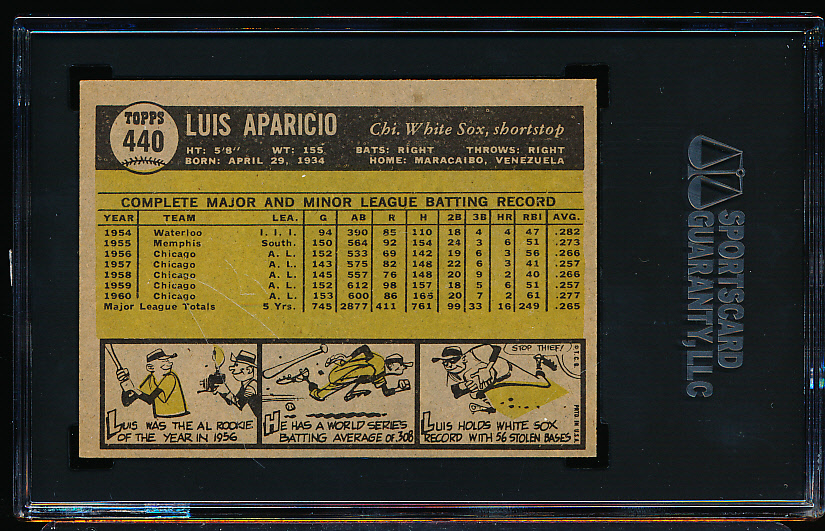 TOPPS
440
LUIS APARICIO Chi. White Sox, shortstop
HT: 5'8" WT: 155 BATS: RIGHT THROWS: RIGHT
BORN: APRIL 29, 1934 HOME: MARACAIBO, VENEZUELA
COMPLETE MAJOR AND MINOR LEAGUE BATTING RECORD
YEAR TEAM LEA. G AB R H 2B 3B HR RBI AVG.
1954 Waterloo I. I. I. 94 390 85 110 18 4 4 47 .282
1955 Memphis South. 150 564 92 154 24 3 6 51 .273
1956 Chicago A. L. 152 533 69 142 19 6 3 56 .266
1957 Chicago A. L. 143 575 82 148 22 6 3 41 .257
1958 Chicago A. L. 145 557 76 148 20 9 2 40 .266
1959 Chicago A. L. 152 612 98 157 18 5 6 51 .257
1960 Chicago A. L. 153 600 86 166 20 7 2 61 .277
Major League Totals 5 Yrs. 745 2877 411 761 99 33 16 249 .265
LUIS WAS THE AL ROOKIE
OF THE YEAR IN 1956
HE HAS A WORLD SERIES
BATTING AVERAGE OF .308
STOP THIEF!
LUIS HOLDS WHITE SOX
RECORD WITH 56 STOLEN BASES
©T.C.G.
PRTD. IN U.S.A.
SPORTSCARD
GUARANTY, LLC